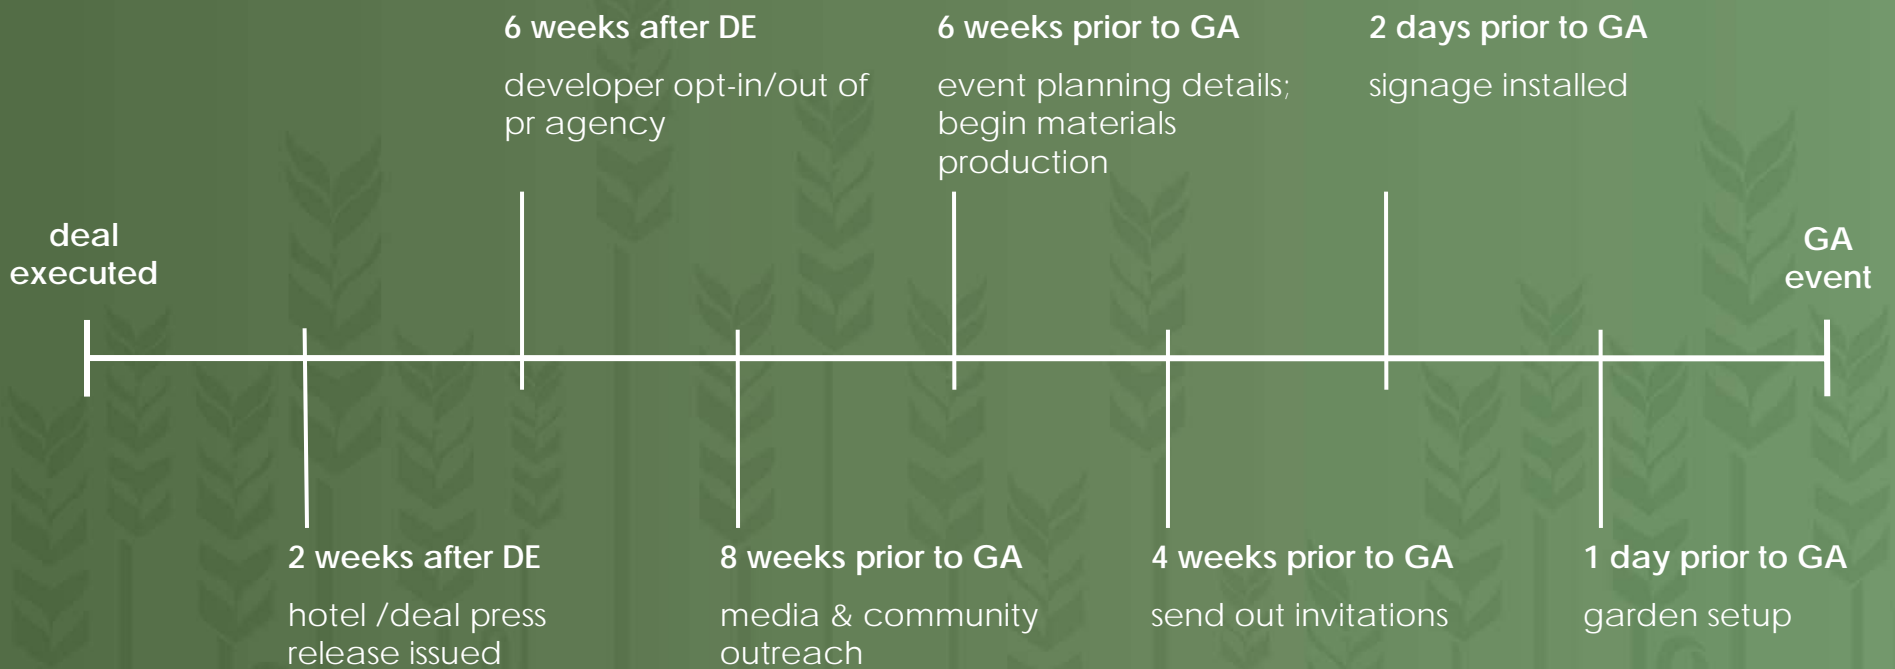 6 weeks after DE
developer opt-in/out of
pr agency
6 weeks prior to GA
event planning details;
begin materials
production
2 days prior to GA
signage installed
deal
executed
GA
event
2 weeks after DE
hotel /deal press
release issued
8 weeks prior to GA
media & community
outreach
4 weeks prior to GA
send out invitations
1 day prior to GA
garden setup